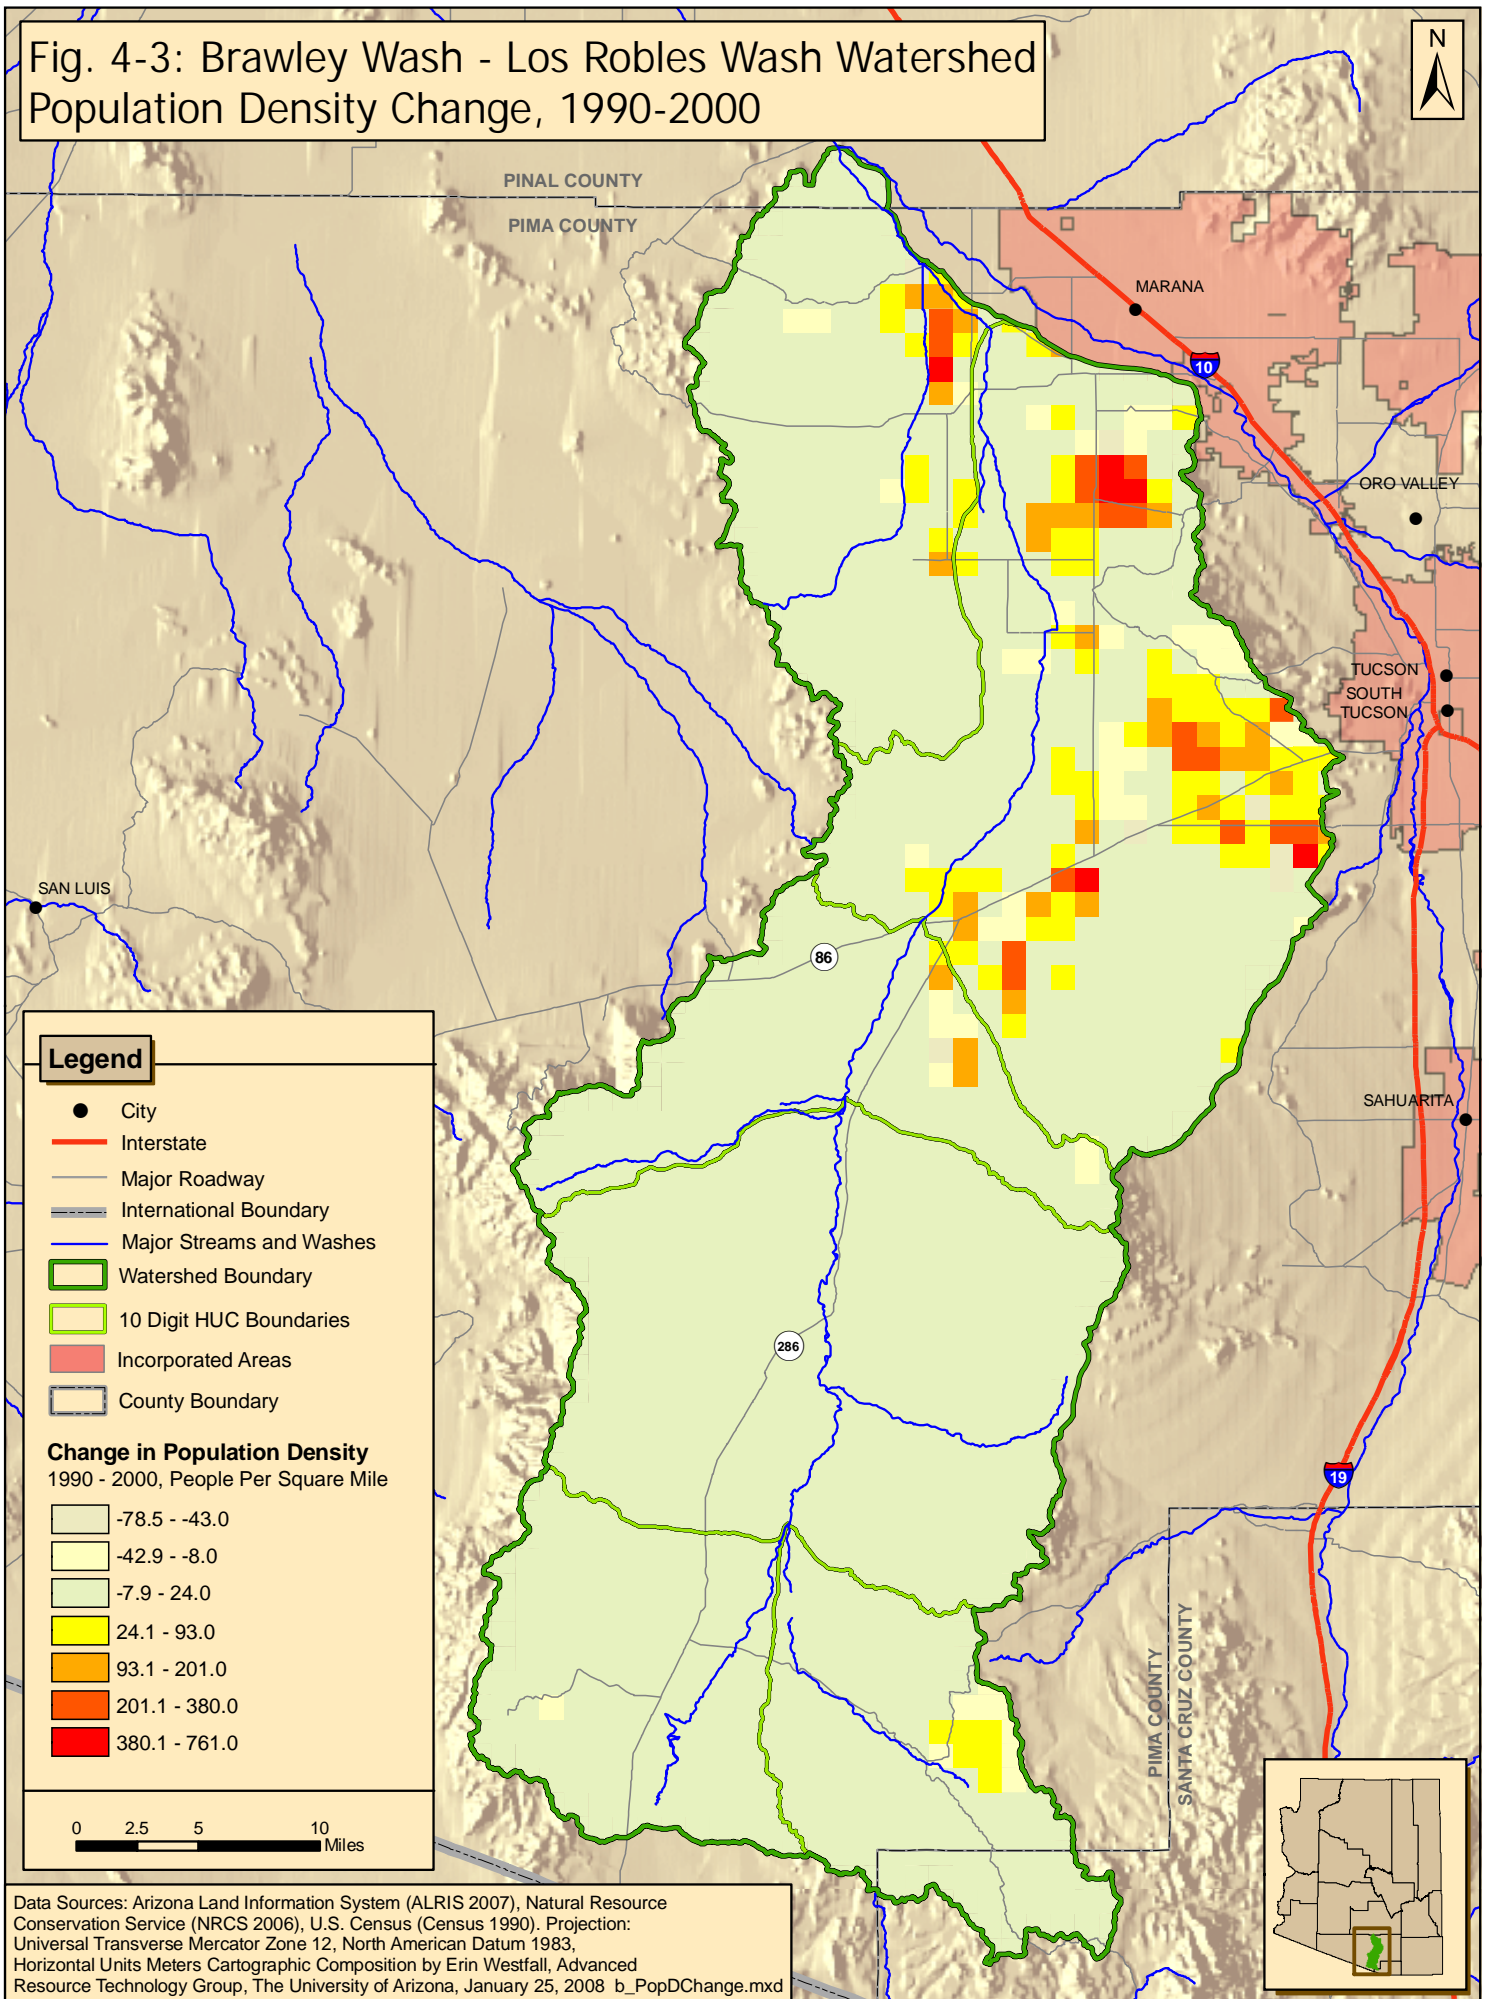 Fig. 4-3: Brawley Wash - Los Robles Wash Watershed
Population Density Change, 1990-2000
N
PINAL COUNTY
PIMA COUNTY
MARANA
10
ORO VALLEY
TUCSON
SOUTH
TUCSON
SAN LUIS
86
SAHUARITA
286
19
PIMA COUNTY
SANTA CRUZ COUNTY
Legend
City
Interstate
Major Roadway
International Boundary
Major Streams and Washes
Watershed Boundary
10 Digit HUC Boundaries
Incorporated Areas
County Boundary
Change in Population Density
1990 - 2000, People Per Square Mile
-78.5 - -43.0
-42.9 - -8.0
-7.9 - 24.0
24.1 - 93.0
93.1 - 201.0
201.1 - 380.0
380.1 - 761.0
0 2.5 5 10
Miles
Data Sources: Arizona Land Information System (ALRIS 2007), Natural Resource
Conservation Service (NRCS 2006), U.S. Census (Census 1990). Projection:
Universal Transverse Mercator Zone 12, North American Datum 1983,
Horizontal Units Meters Cartographic Composition by Erin Westfall, Advanced
Resource Technology Group, The University of Arizona, January 25, 2008 b_PopDChange.mxd